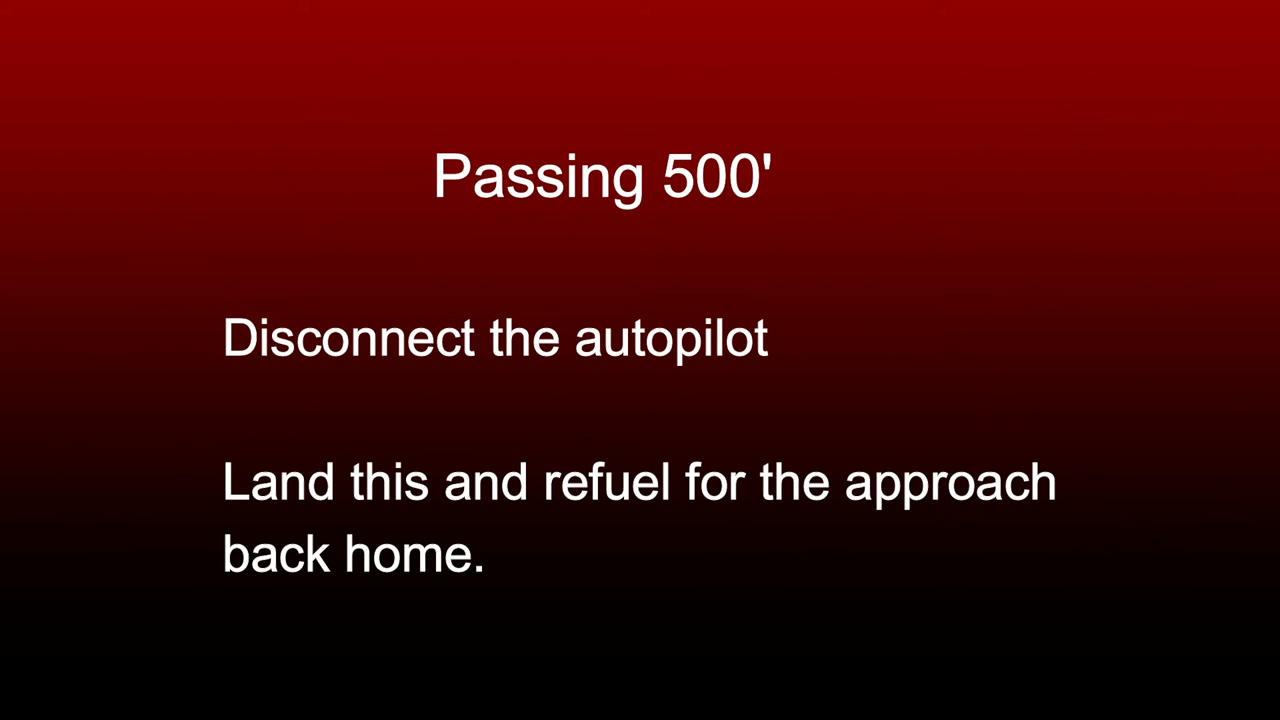 Passing 500'
Disconnect the autopilot
Land this and refuel for the approach
back home.